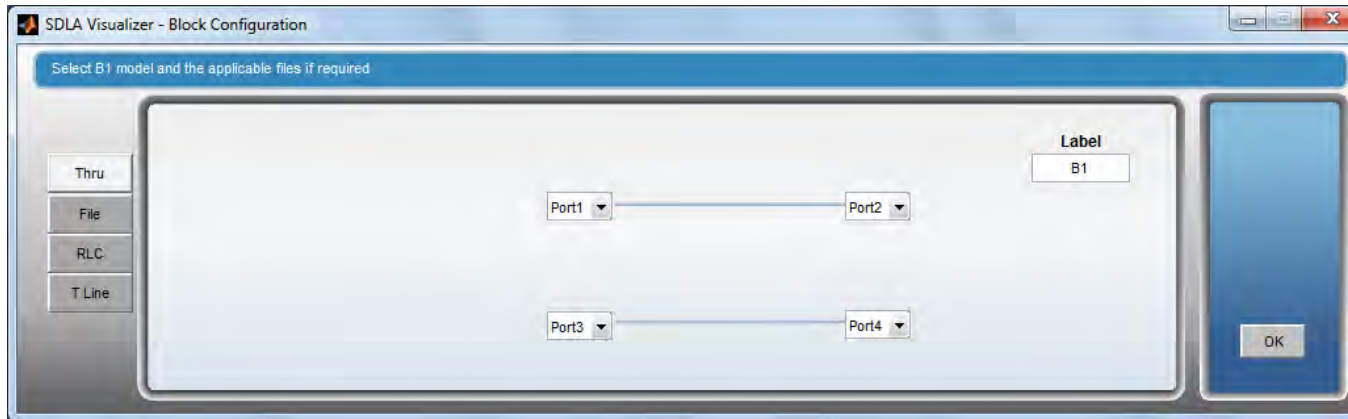 SDLA Visualizer - Block Configuration
Select B1 model and the applicable files if required
Label
Thru
B1
File
Port1
Port2
RLC
T Line
Port3
Port4
OK